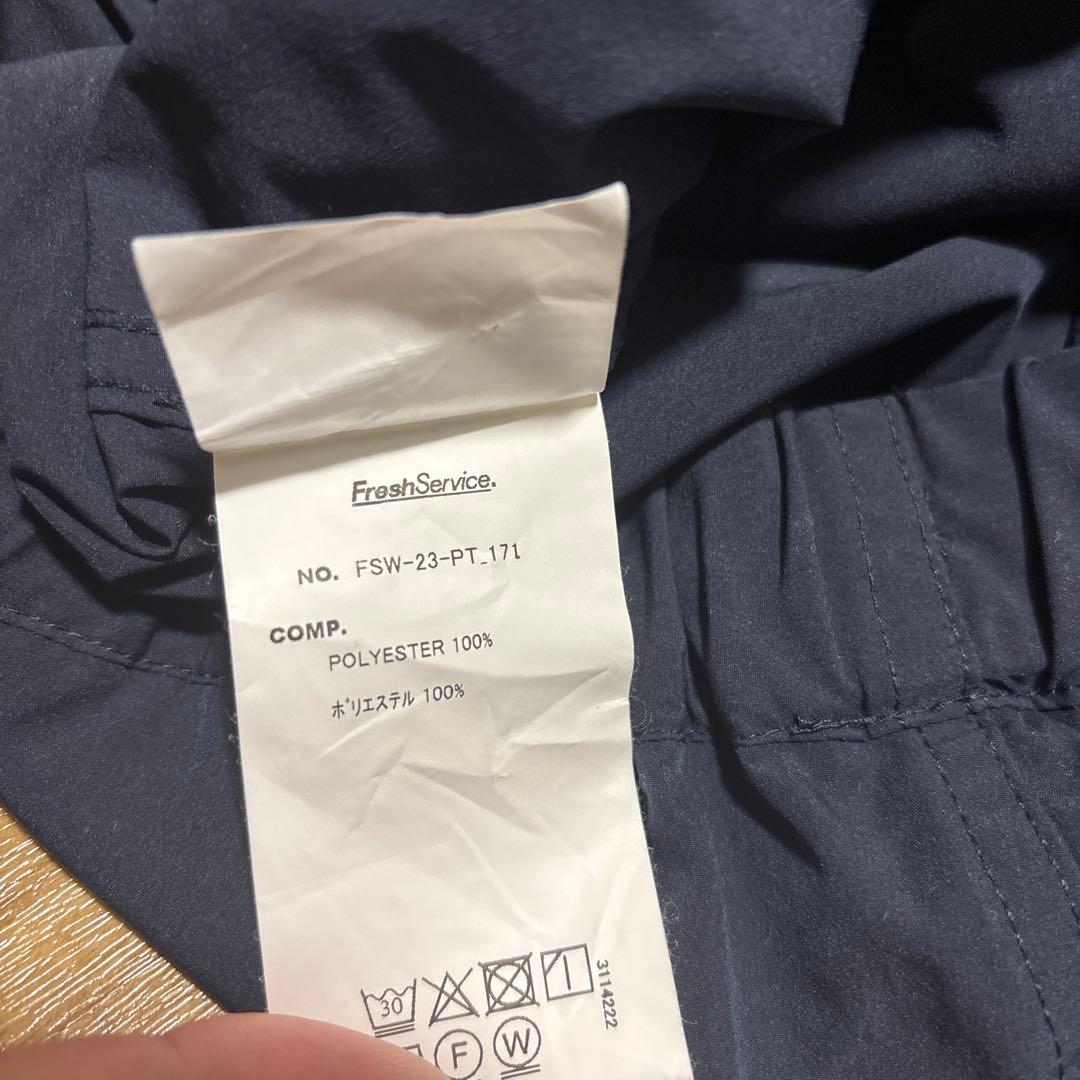 FreshService.
NO. FSW-23-PT_171
COMP.
POLYESTER 100%
ポリエステル 100%
30
3114222
F W